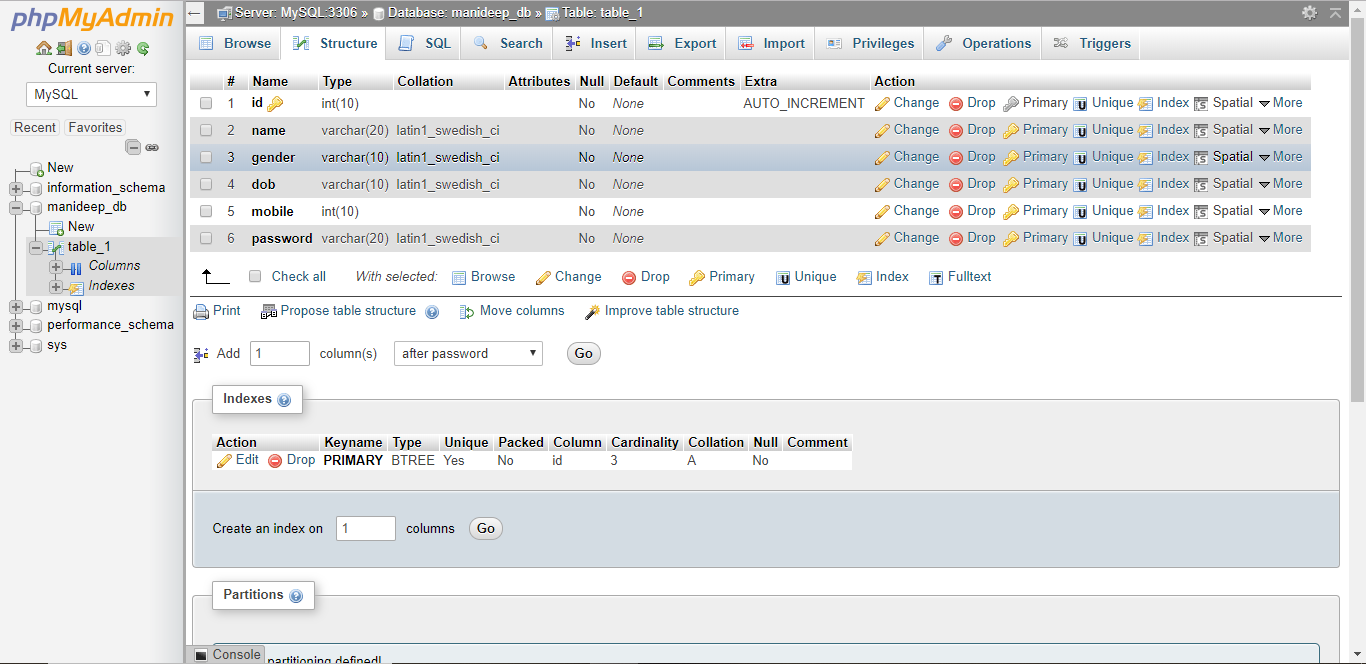 phpMyAdmin
Current server:
MySQL
Recent Favorites
New
information_schema
manideep_db
New
table_1
Columns
Indexes
mysql
performance_schema
sys
Server: MySQL:3306 » Database: manideep_db » Table: table_1
Browse Structure SQL Search Insert Export Import Privileges Operations Triggers
# Name Type Collation Attributes Null Default Comments Extra Action
1 id int(10) No None AUTO_INCREMENT Change Drop Primary Unique Index Spatial More
2 name varchar(20) latin1_swedish_ci No None Change Drop Primary Unique Index Spatial More
3 gender varchar(10) latin1_swedish_ci No None Change Drop Primary Unique Index Spatial More
4 dob varchar(10) latin1_swedish_ci No None Change Drop Primary Unique Index Spatial More
5 mobile int(10) No None Change Drop Primary Unique Index Spatial More
6 password varchar(20) latin1_swedish_ci No None Change Drop Primary Unique Index Spatial More
Check all With selected: Browse Change Drop Primary Unique Index Fulltext
Print Propose table structure Move columns Improve table structure
Add 1 column(s) after password Go
Indexes
Action Keyname Type Unique Packed Column Cardinality Collation Null Comment
Edit Drop PRIMARY BTREE Yes No id 3 A No
Create an index on 1 columns Go
Partitions
Console
partitioning defined!